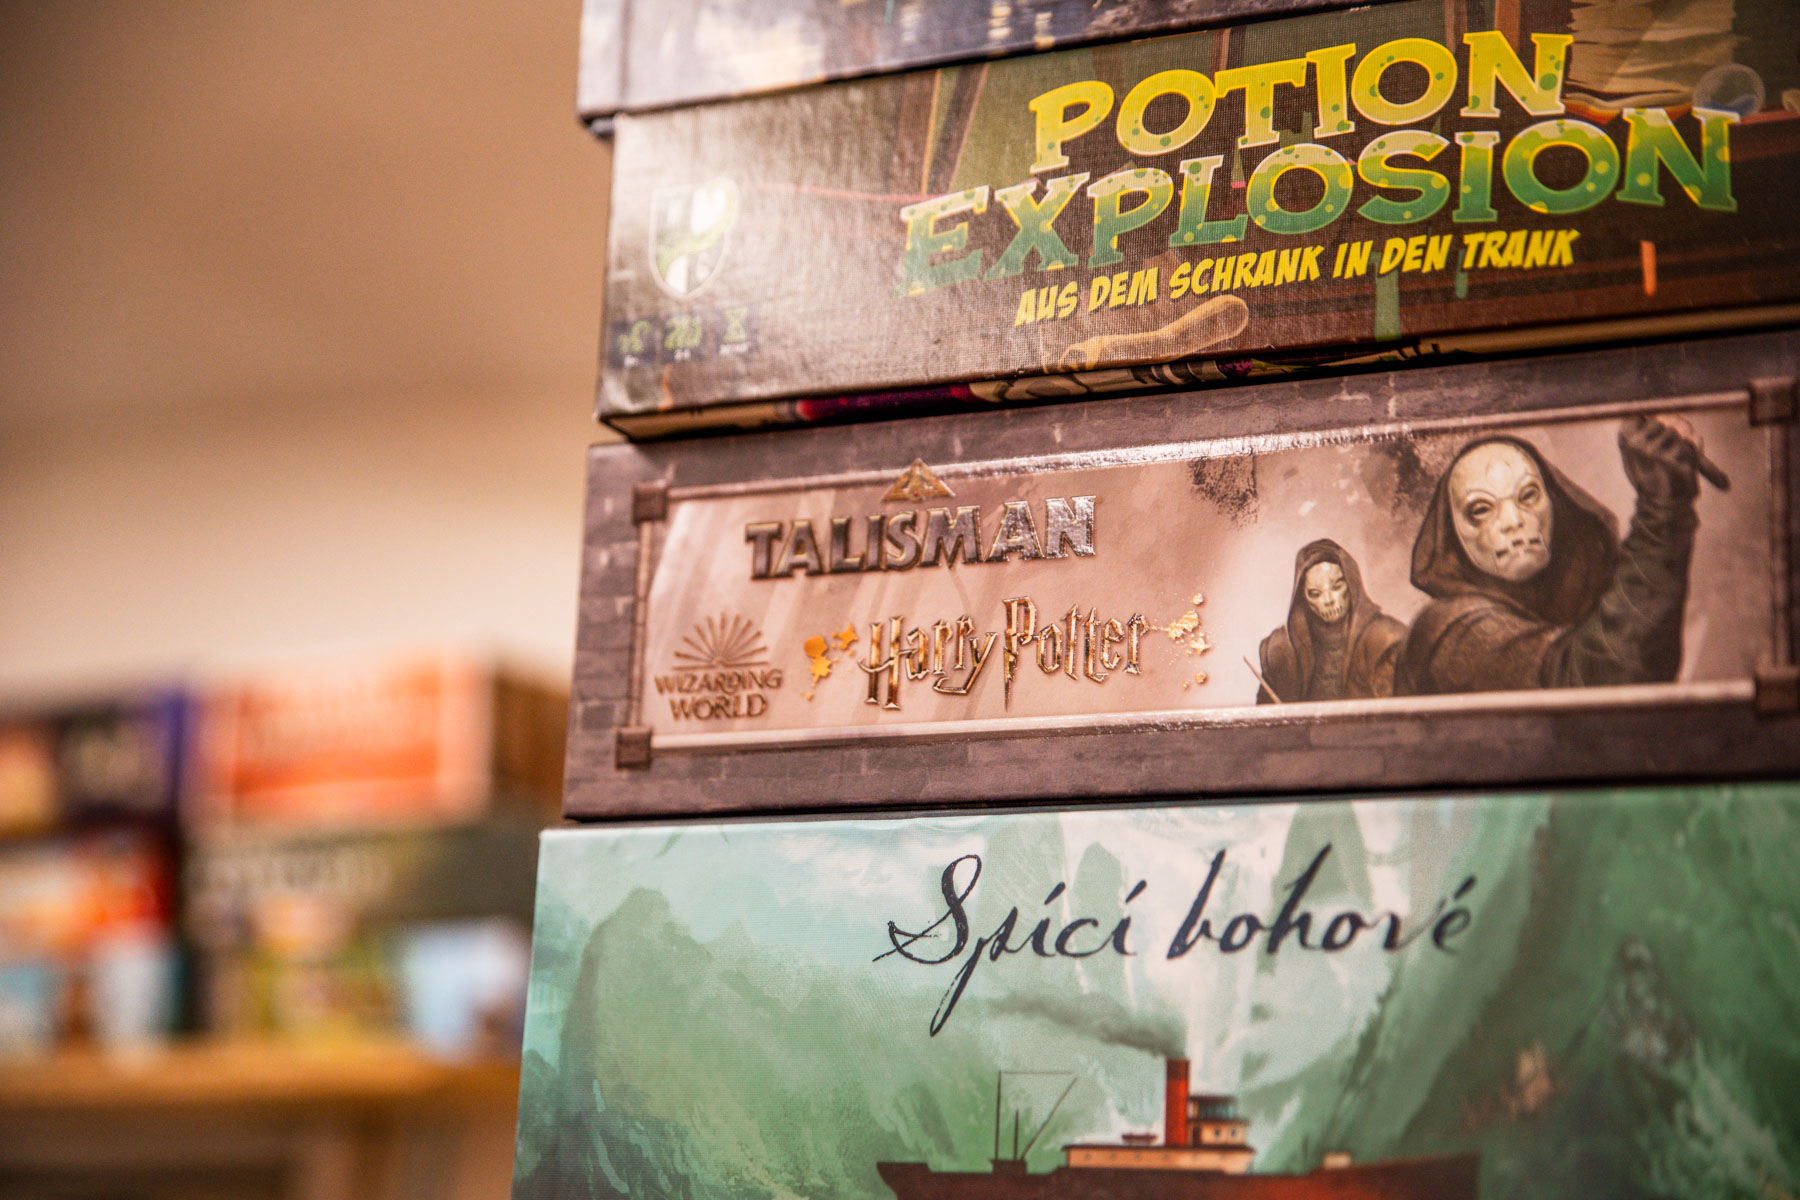 POTION
EXPLOSION
AUS DEM SCHRANK IN DEN TRANK
TALISMAN
Harry Potter
WIZARDING
WORLD
Spící bohové